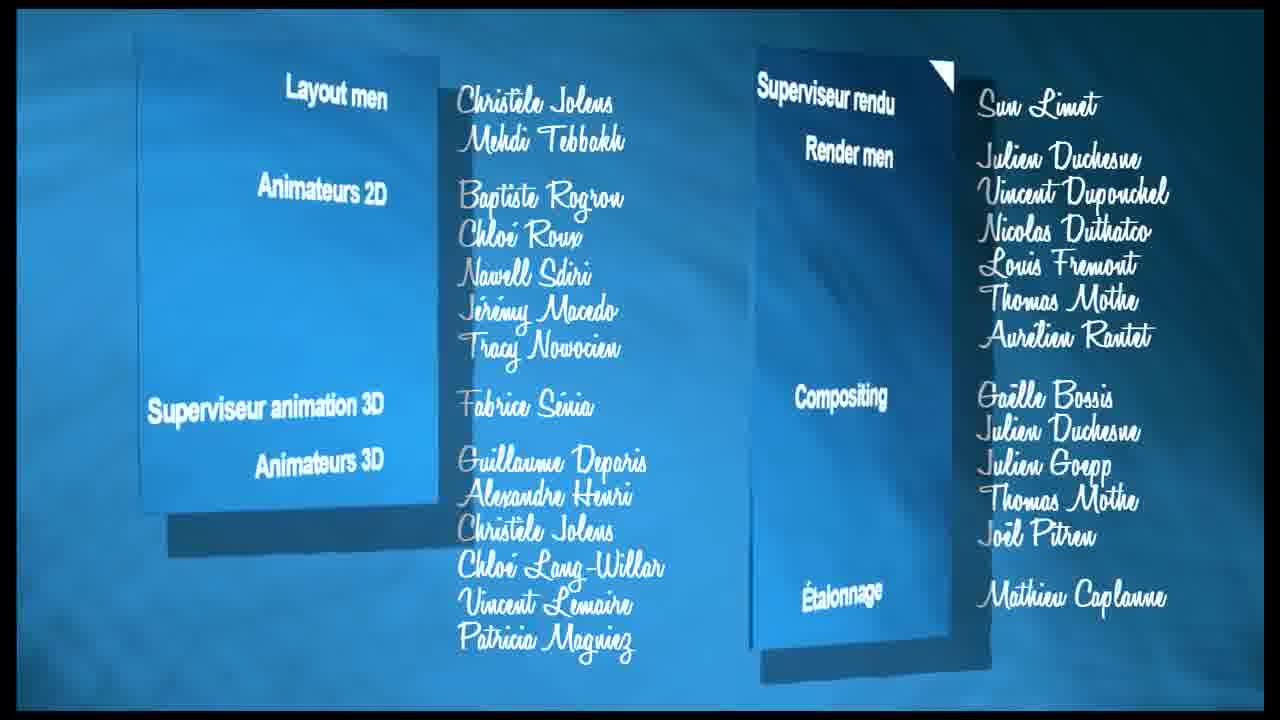 Layout men
Christèle Jolens
Mehdi Tebbakh
Animateurs 2D
Baptiste Rogron
Chloé Roux
Nawell Sdiri
Jérémy Macedo
Tracy Nowocien
Superviseur animation 3D
Fabrice Sénia
Animateurs 3D
Guillaume Deparis
Alexandre Henri
Christèle Jolens
Chloé Lang-Willar
Vincent Lemaire
Patricia Magniez
Superviseur rendu
Sun Limet
Render men
Julien Duchesne
Vincent Duponchel
Nicolas Duthatco
Louis Fremont
Thomas Mothe
Aurélien Rantet
Compositing
Gaëlle Bossis
Julien Duchesne
Julien Goepp
Thomas Mothe
Joël Pitren
Étalonnage
Mathieu Caplanne